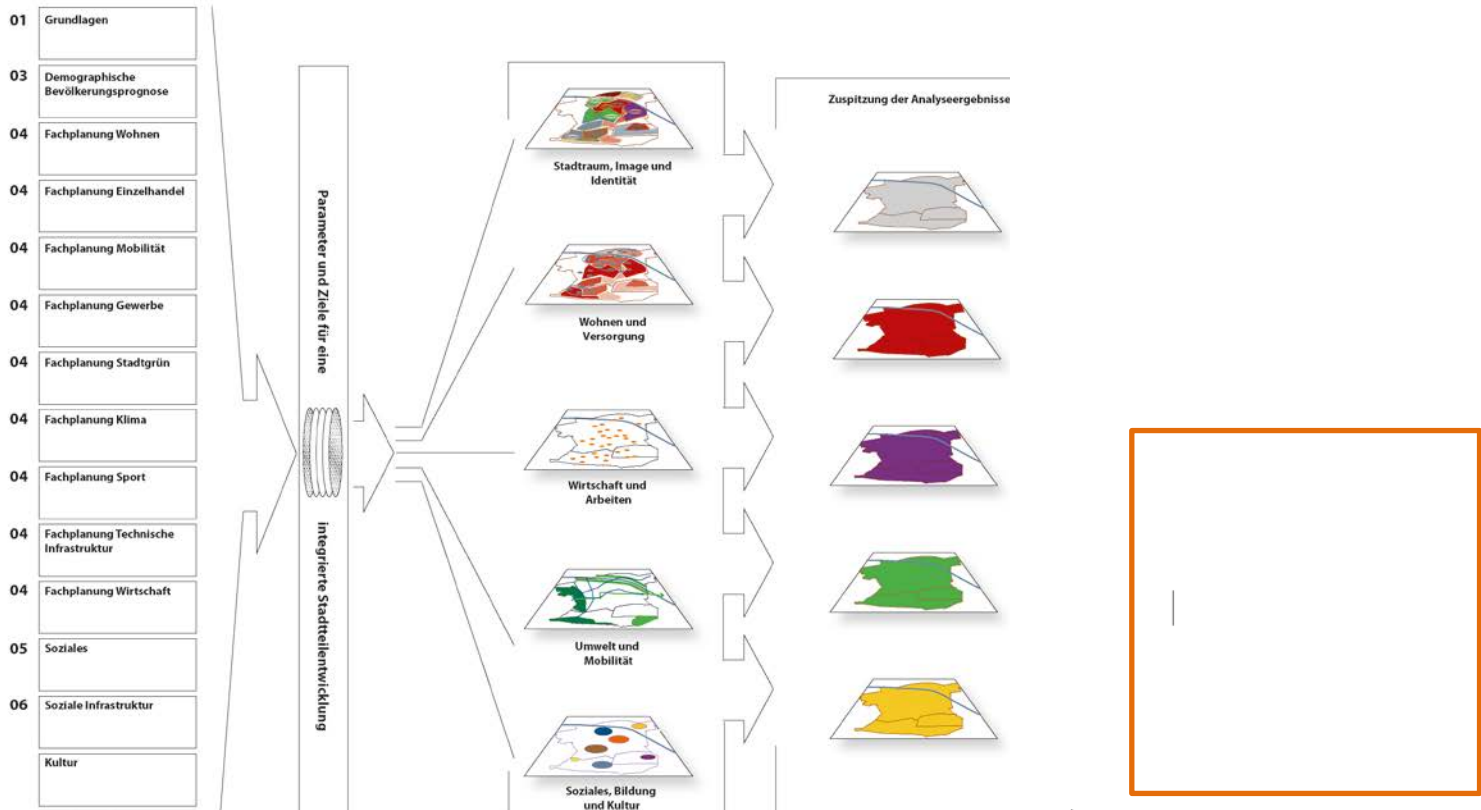 01 Grundlagen
03 Demographische
Bevölkerungsprognose
04 Fachplanung Wohnen
04 Fachplanung Einzelhandel
04 Fachplanung Mobilität
04 Fachplanung Gewerbe
04 Fachplanung Stadtgrün
04 Fachplanung Klima
04 Fachplanung Sport
04 Fachplanung Technische
Infrastruktur
04 Fachplanung Wirtschaft
05 Soziales
06 Soziale Infrastruktur
Kultur
Parameter und Ziele für eine
integrierte Stadtteilentwicklung
Stadtraum, Image und
Identität
Wohnen und
Versorgung
Wirtschaft und
Arbeiten
Umwelt und
Mobilität
Soziales, Bildung
und Kultur
Zuspitzung der Analyseergebnisse